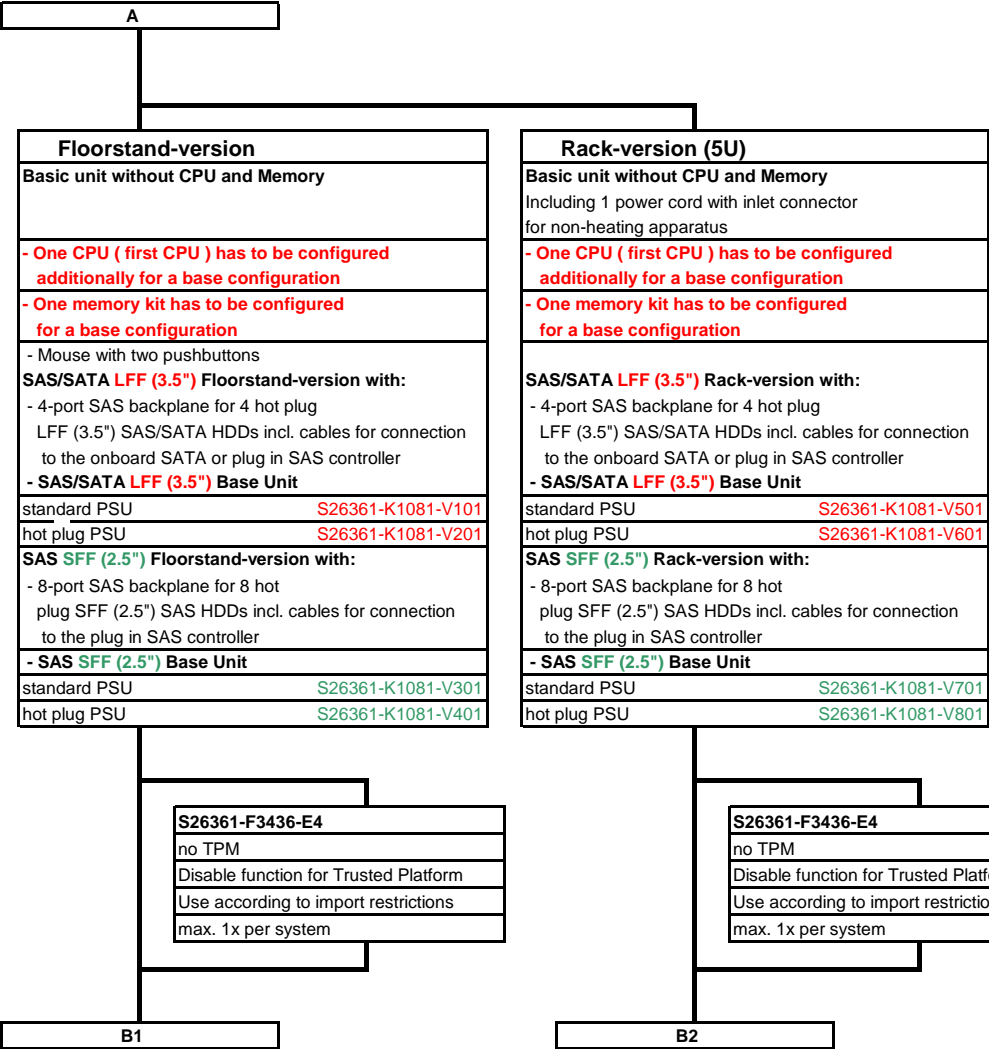 A
Floorstand-version
Basic unit without CPU and Memory
- One CPU ( first CPU ) has to be configured
additionally for a base configuration
- One memory kit has to be configured
for a base configuration
- Mouse with two pushbuttons
SAS/SATA LFF (3.5") Floorstand-version with:
- 4-port SAS backplane for 4 hot plug
LFF (3.5") SAS/SATA HDDs incl. cables for connection
to the onboard SATA or plug in SAS controller
- SAS/SATA LFF (3.5") Base Unit
standard PSU S26361-K1081-V101
hot plug PSU S26361-K1081-V201
SAS SFF (2.5") Floorstand-version with:
- 8-port SAS backplane for 8 hot
plug SFF (2.5") SAS HDDs incl. cables for connection
to the plug in SAS controller
- SAS SFF (2.5") Base Unit
standard PSU S26361-K1081-V301
hot plug PSU S26361-K1081-V401
Rack-version (5U)
Basic unit without CPU and Memory
Including 1 power cord with inlet connector
for non-heating apparatus
- One CPU ( first CPU ) has to be configured
additionally for a base configuration
- One memory kit has to be configured
for a base configuration
SAS/SATA LFF (3.5") Rack-version with:
- 4-port SAS backplane for 4 hot plug
LFF (3.5") SAS/SATA HDDs incl. cables for connection
to the onboard SATA or plug in SAS controller
- SAS/SATA LFF (3.5") Base Unit
standard PSU S26361-K1081-V501
hot plug PSU S26361-K1081-V601
SAS SFF (2.5") Rack-version with:
- 8-port SAS backplane for 8 hot
plug SFF (2.5") SAS HDDs incl. cables for connection
to the plug in SAS controller
- SAS SFF (2.5") Base Unit
standard PSU S26361-K1081-V701
hot plug PSU S26361-K1081-V801
S26361-F3436-E4
no TPM
Disable function for Trusted Platform
Use according to import restrictions
max. 1x per system
S26361-F3436-E4
no TPM
Disable function for Trusted
Use according to import
max. 1x per system
B1
B2